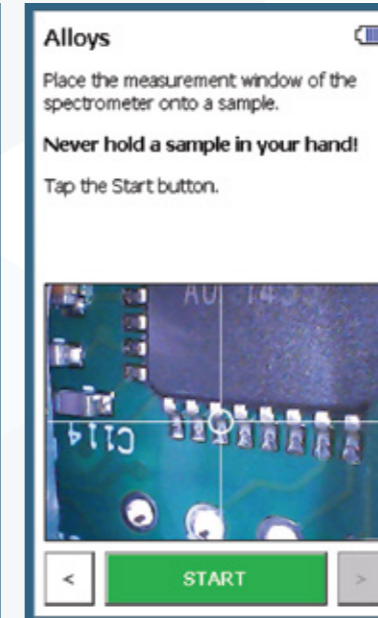 Alloys
Place the measurement window of the
spectrometer onto a sample.
Never hold a sample in your hand!
Tap the Start button.
C114
<
START
>